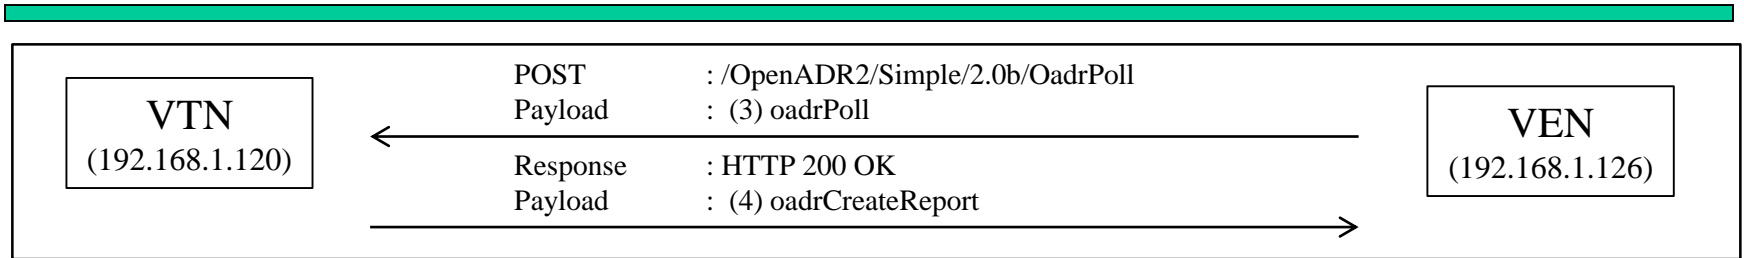 VTN
(192.168.1.120)
POST : /OpenADR2/Simple/2.0b/OadrPoll
Payload : (3) oadrPoll
Response : HTTP 200 OK
Payload : (4) oadrCreateReport
VEN
(192.168.1.126)